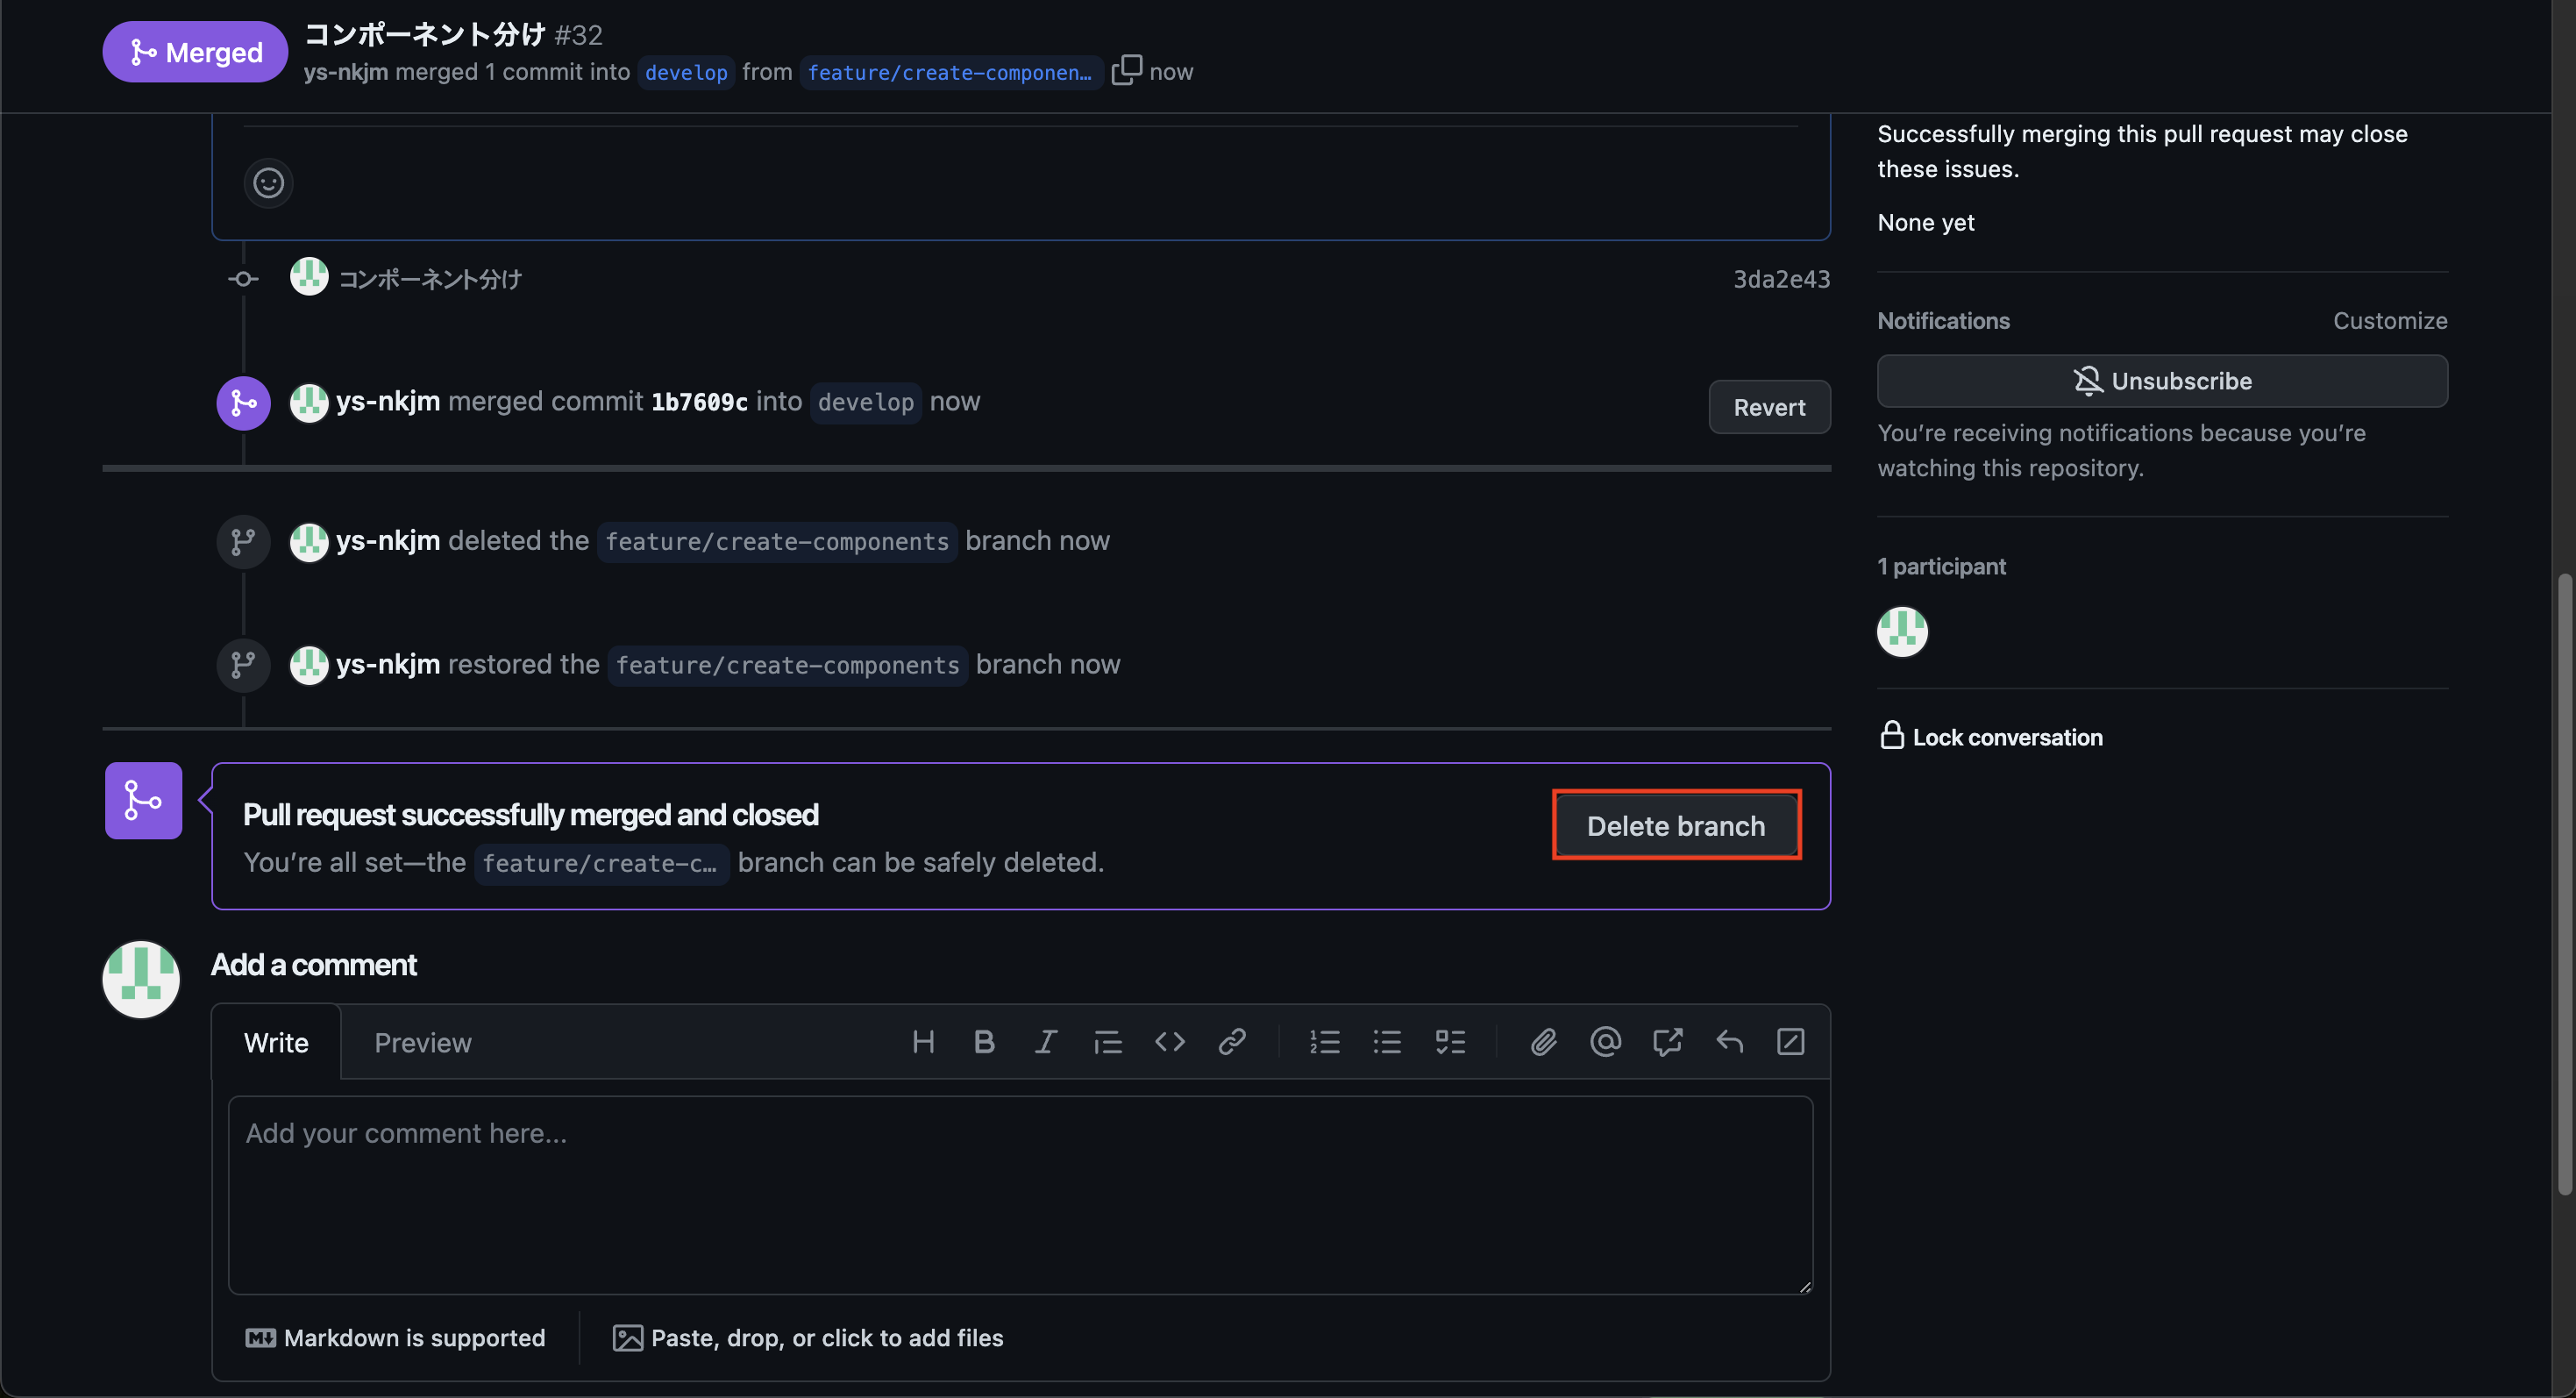 Merged
コンポーネント分け #32
ys-nkjm merged 1 commit into develop from feature/create-componen… now
Successfully merging this pull request may close
these issues.
None yet
コンポーネント分け 3da2e43
Notifications Customize
Unsubscribe
You're receiving notifications because you're
watching this repository.
ys-nkjm merged commit 1b7609c into develop now
Revert
ys-nkjm deleted the feature/create-components branch now
1 participant
ys-nkjm restored the feature/create-components branch now
Lock conversation
Pull request successfully merged and closed
You're all set—the feature/create-c… branch can be safely deleted.
Delete branch
Add a comment
Write Preview
Add your comment here...
Markdown is supported
Paste, drop, or click to add files